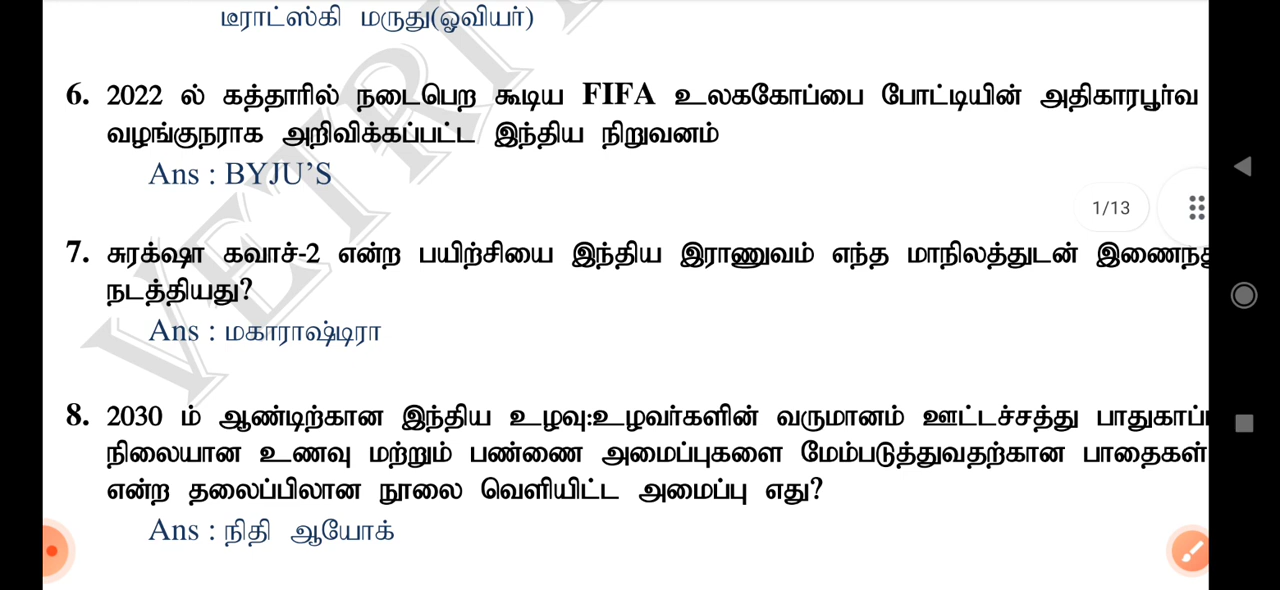 டீராட்ஸ்கி மருது(ஓவியர்)
6. 2022 ல் கத்தாரில் நடைபெற கூடிய FIFA உலககோப்பை போட்டியின் அதிகாரபூர்வ
வழங்குநராக அறிவிக்கப்பட்ட இந்திய நிறுவனம்
Ans : BYJU’S
1/13
7. சுரக்ஷா கவாச்-2 என்ற பயிற்சியை இந்திய இராணுவம் எந்த மாநிலத்துடன்
நடத்தியது?
Ans : மகாராஷ்டிரா
8. 2030 ம் ஆண்டிற்கான இந்திய உழவு:உழவர்களின் வருமானம் ஊட்டச்சத்து
நிலையான உணவு மற்றும் பண்ணை அமைப்புகளை மேம்படுத்துவதற்கான பாதைகள்
என்ற தலைப்பிலான நூலை வெளியிட்ட அமைப்பு எது?
Ans : நிதி ஆயோக்